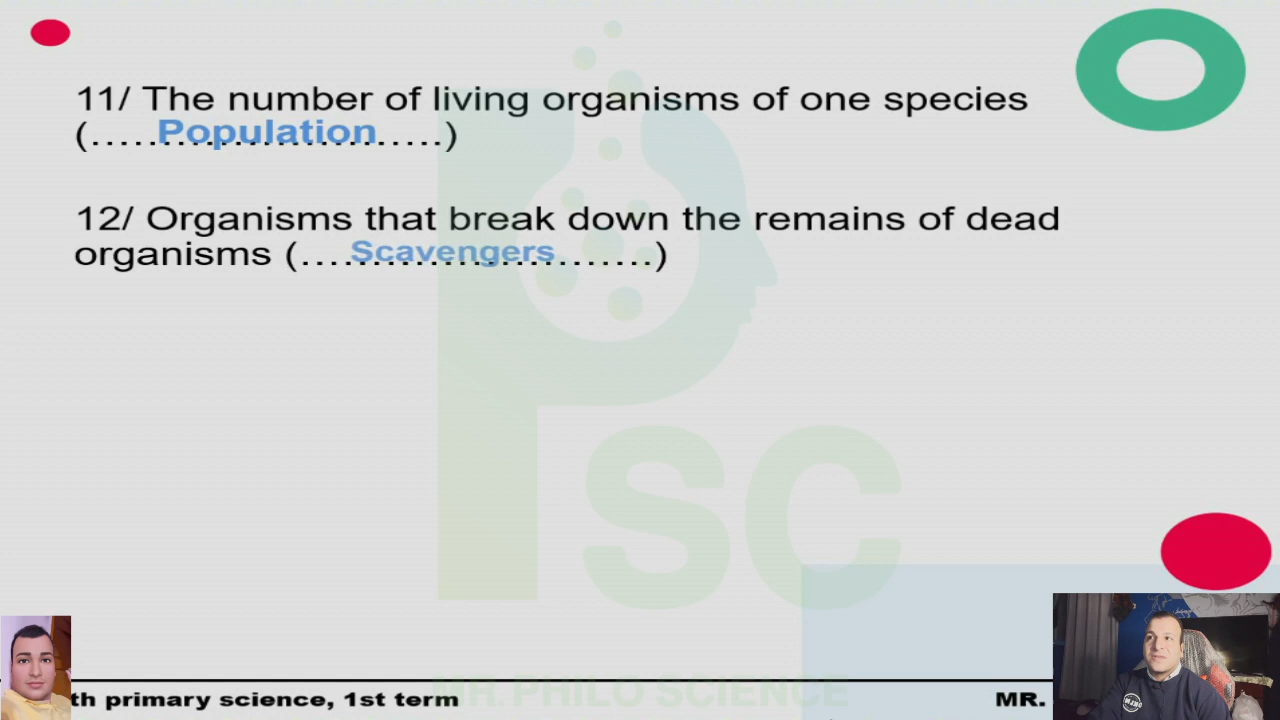 11/ The number of living organisms of one species
(.....Population.....)
12/ Organisms that break down the remains of dead
organisms (....Scavengers.......)
PSC
MR. PHILO SCIENCE
th primary science, 1st term
MR.